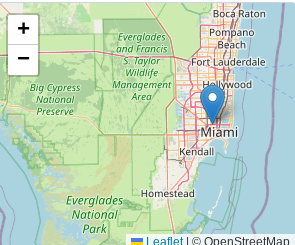 +
−
Boca Raton
Pompano
Beach
Everglades
and Francis
S. Taylor
Wildlife
Management
Area
Fort Lauderdale
Hollywood
Big Cypress
National
Preserve
Miami
Kendall
Homestead
Everglades
National
Park
Leaflet | © OpenStreetMap